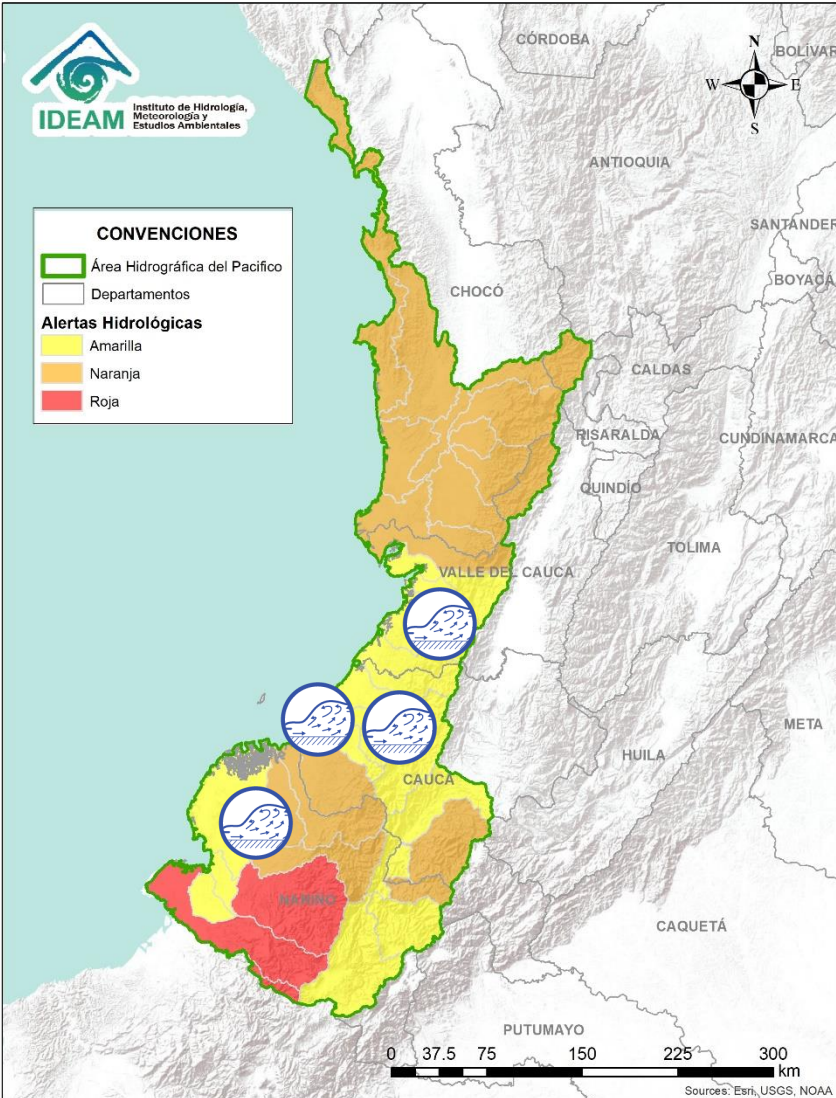 IDEAM
Instituto de Hidrología,
Meteorología y
Estudios Ambientales
CONVENCIONES
Área Hidrográfica del Pacifico
Departamentos
Alertas Hidrológicas
Amarilla
Naranja
Roja
N
W
E
S
CÓRDOBA
BOLÍVAR
ANTIOQUIA
SANTANDER
BOYACÁ
CHOCÓ
CALDAS
RISARALDA
CUNDINAMARCA
QUINDÍO
TOLIMA
VALLE DEL CAUCA
META
HUILA
CAUCA
NARIÑO
CAQUETÁ
PUTUMAYO
0 37.5 75 150 225 300
km
Sources: Esri, USGS, NOAA